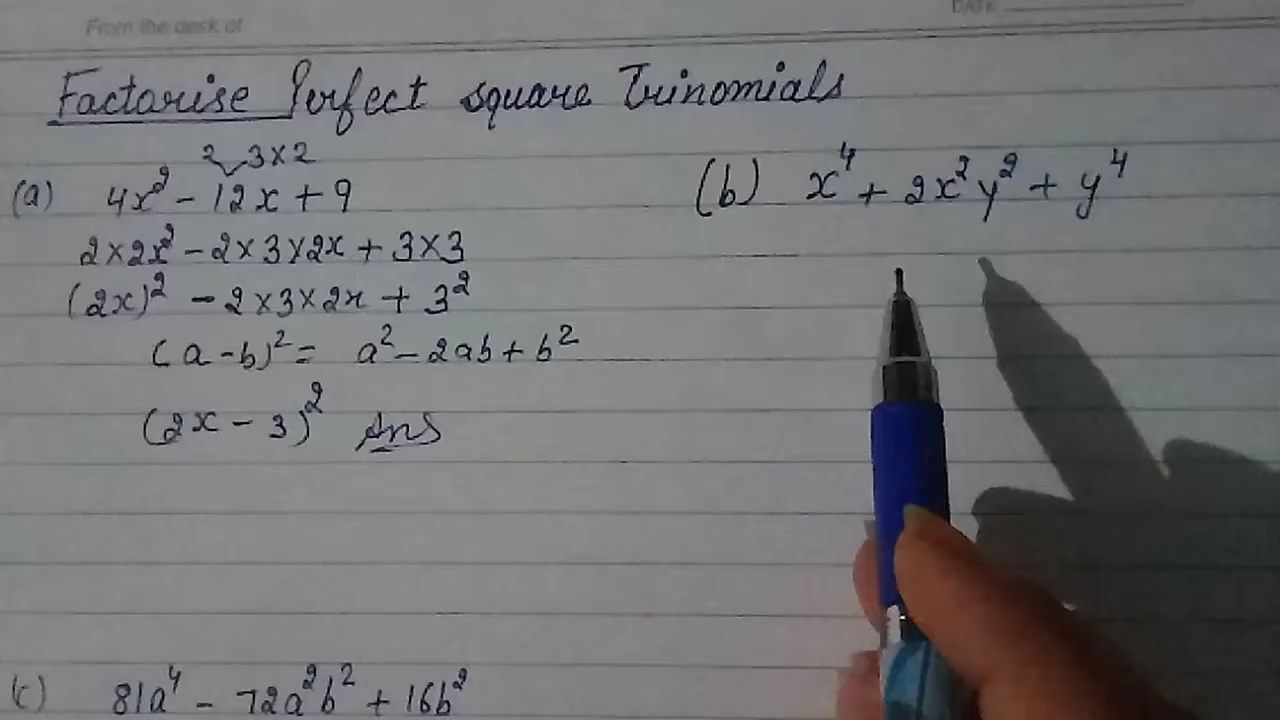 From the desk of
DATE
Factorise Perfect square Trinomials
2 3×2
(a) 4x² - 12x + 9
2×2x² - 2×3×2x + 3×3
(2x)² - 2×3×2x + 3²
(a-b)² = a² - 2ab + b²
(2x - 3)² Ans
(b) x⁴ + 2x²y² + y⁴
(c) 81a⁴ - 72a²b² + 16b²